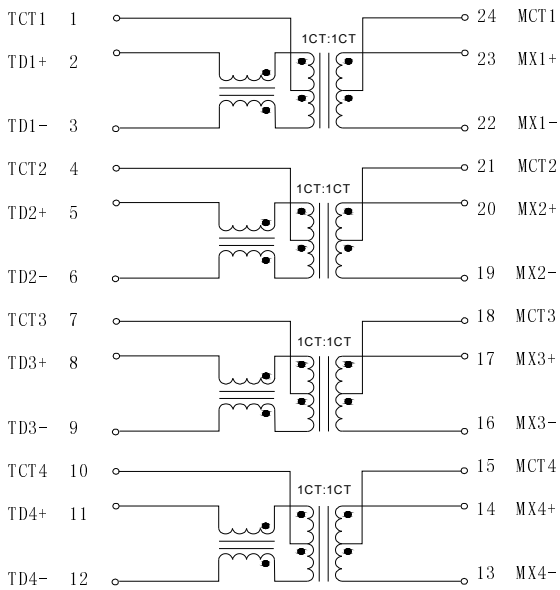 TCT1 1 24 MCT1
1CT:1CT
TD1+ 2 23 MX1+
TD1- 3 22 MX1-
TCT2 4 21 MCT2
1CT:1CT
TD2+ 5 20 MX2+
TD2- 6 19 MX2-
TCT3 7 18 MCT3
1CT:1CT
TD3+ 8 17 MX3+
TD3- 9 16 MX3-
TCT4 10 15 MCT4
1CT:1CT
TD4+ 11 14 MX4+
TD4- 12 13 MX4-